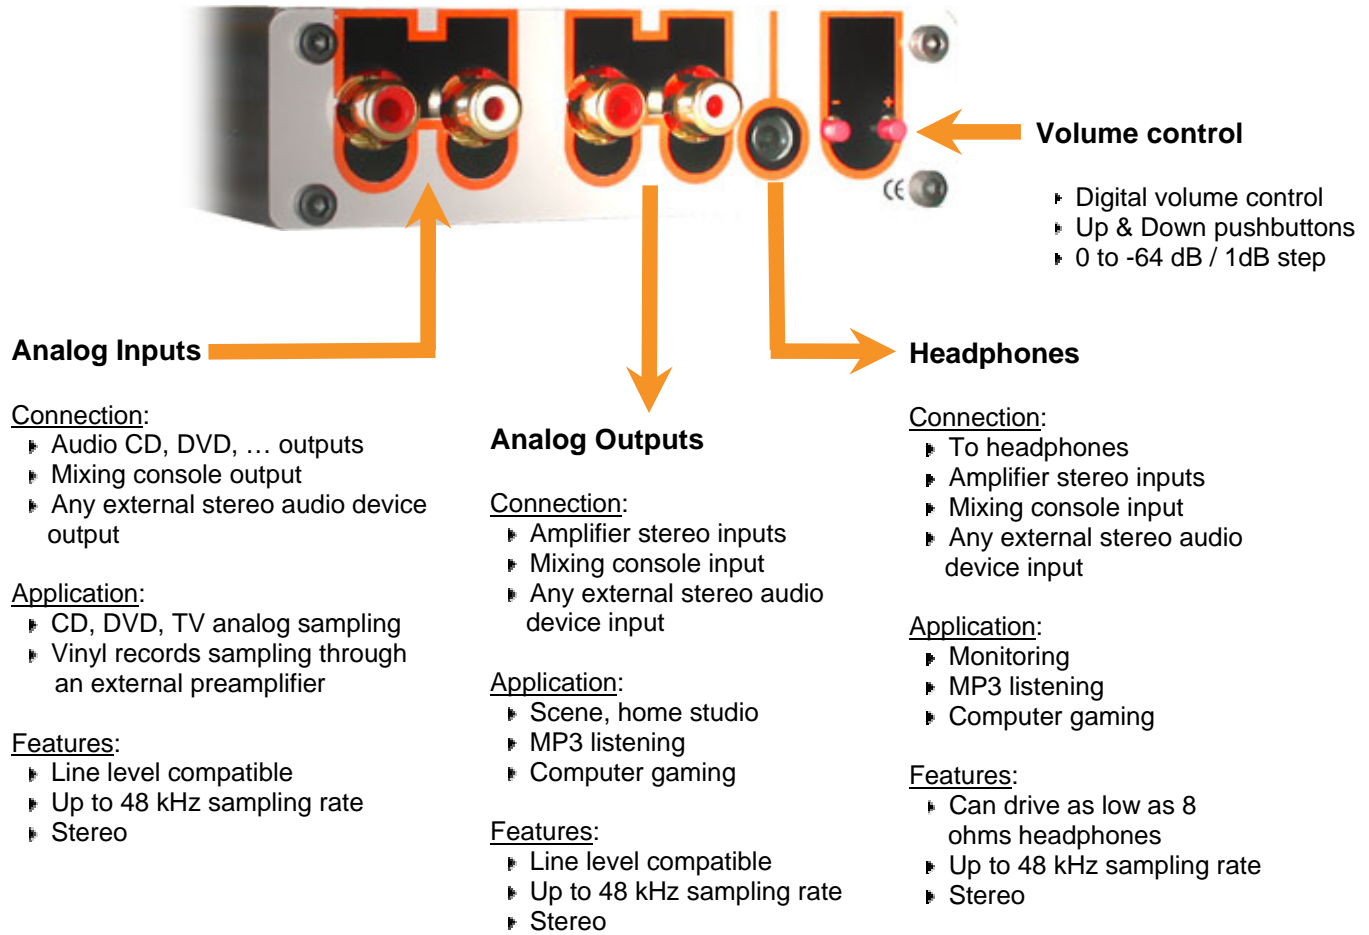 - +
CE
Volume control
Digital volume control
Up & Down pushbuttons
0 to -64 dB / 1dB step
Analog Inputs
Connection:
Audio CD, DVD, … outputs
Mixing console output
Any external stereo audio device
output
Application:
CD, DVD, TV analog sampling
Vinyl records sampling through
an external preamplifier
Features:
Line level compatible
Up to 48 kHz sampling rate
Stereo
Analog Outputs
Connection:
Amplifier stereo inputs
Mixing console input
Any external stereo audio
device input
Application:
Scene, home studio
MP3 listening
Computer gaming
Features:
Line level compatible
Up to 48 kHz sampling rate
Stereo
Headphones
Connection:
To headphones
Amplifier stereo inputs
Mixing console input
Any external stereo audio
device input
Application:
Monitoring
MP3 listening
Computer gaming
Features:
Can drive as low as 8
ohms headphones
Up to 48 kHz sampling rate
Stereo